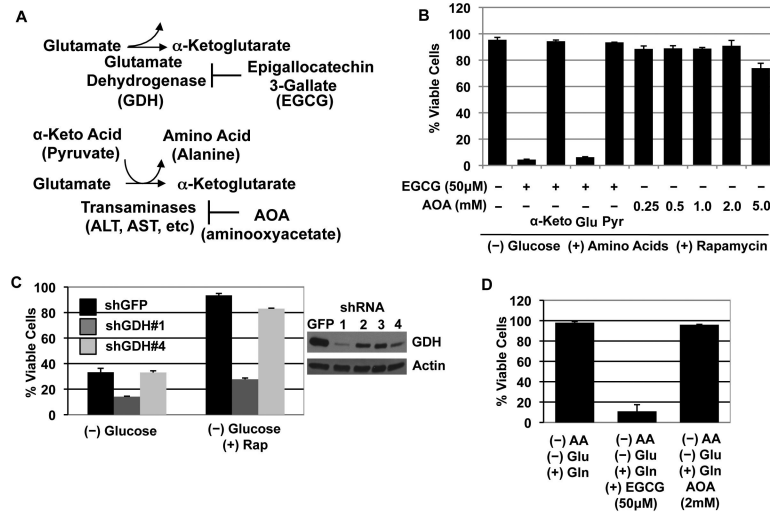 A
Glutamate α-Ketoglutarate
Glutamate
Dehydrogenase
(GDH)
Epigallocatechin
3-Gallate
(EGCG)
α-Keto Acid
(Pyruvate)
Amino Acid
(Alanine)
Glutamate α-Ketoglutarate
Transaminases
(ALT, AST, etc)
AOA
(aminooxyacetate)
B
% Viable Cells
120
100
80
60
40
20
0
EGCG (50µM) − + + + + − − − − −
AOA (mM) − − − − − 0.25 0.5 1.0 2.0 5.0
α-Keto Glu Pyr
(−) Glucose (+) Amino Acids (+) Rapamycin
C
% Viable Cells
100
80
60
40
20
0
shGFP
shGDH#1
shGDH#4
(−) Glucose
(−) Glucose
(+) Rap
shRNA
GFP 1 2 3 4
GDH
Actin
D
% Viable Cells
120
100
80
60
40
20
0
(−) AA
(−) Glu
(+) Gln
(−) AA
(−) Glu
(+) Gln
(+) EGCG
(50µM)
(−) AA
(−) Glu
(+) Gln
AOA
(2mM)